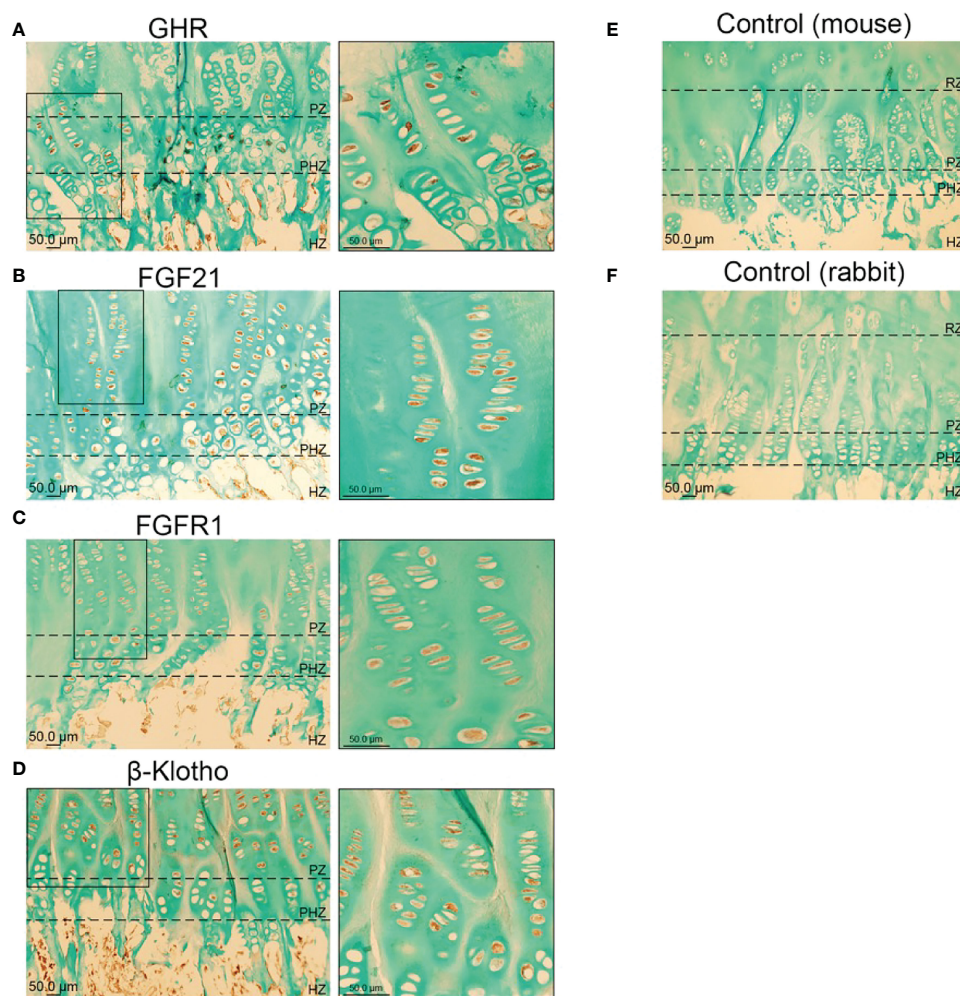 A
GHR
PZ
PHZ
HZ
50.0 µm
50.0 µm
B
FGF21
PZ
PHZ
HZ
50.0 µm
50.0 µm
C
FGFR1
PZ
PHZ
HZ
50.0 µm
50.0 µm
D
β-Klotho
PZ
PHZ
HZ
50.0 µm
50.0 µm
E
Control (mouse)
RZ
PZ
PHZ
HZ
50.0 µm
F
Control (rabbit)
RZ
PZ
PHZ
HZ
50.0 µm